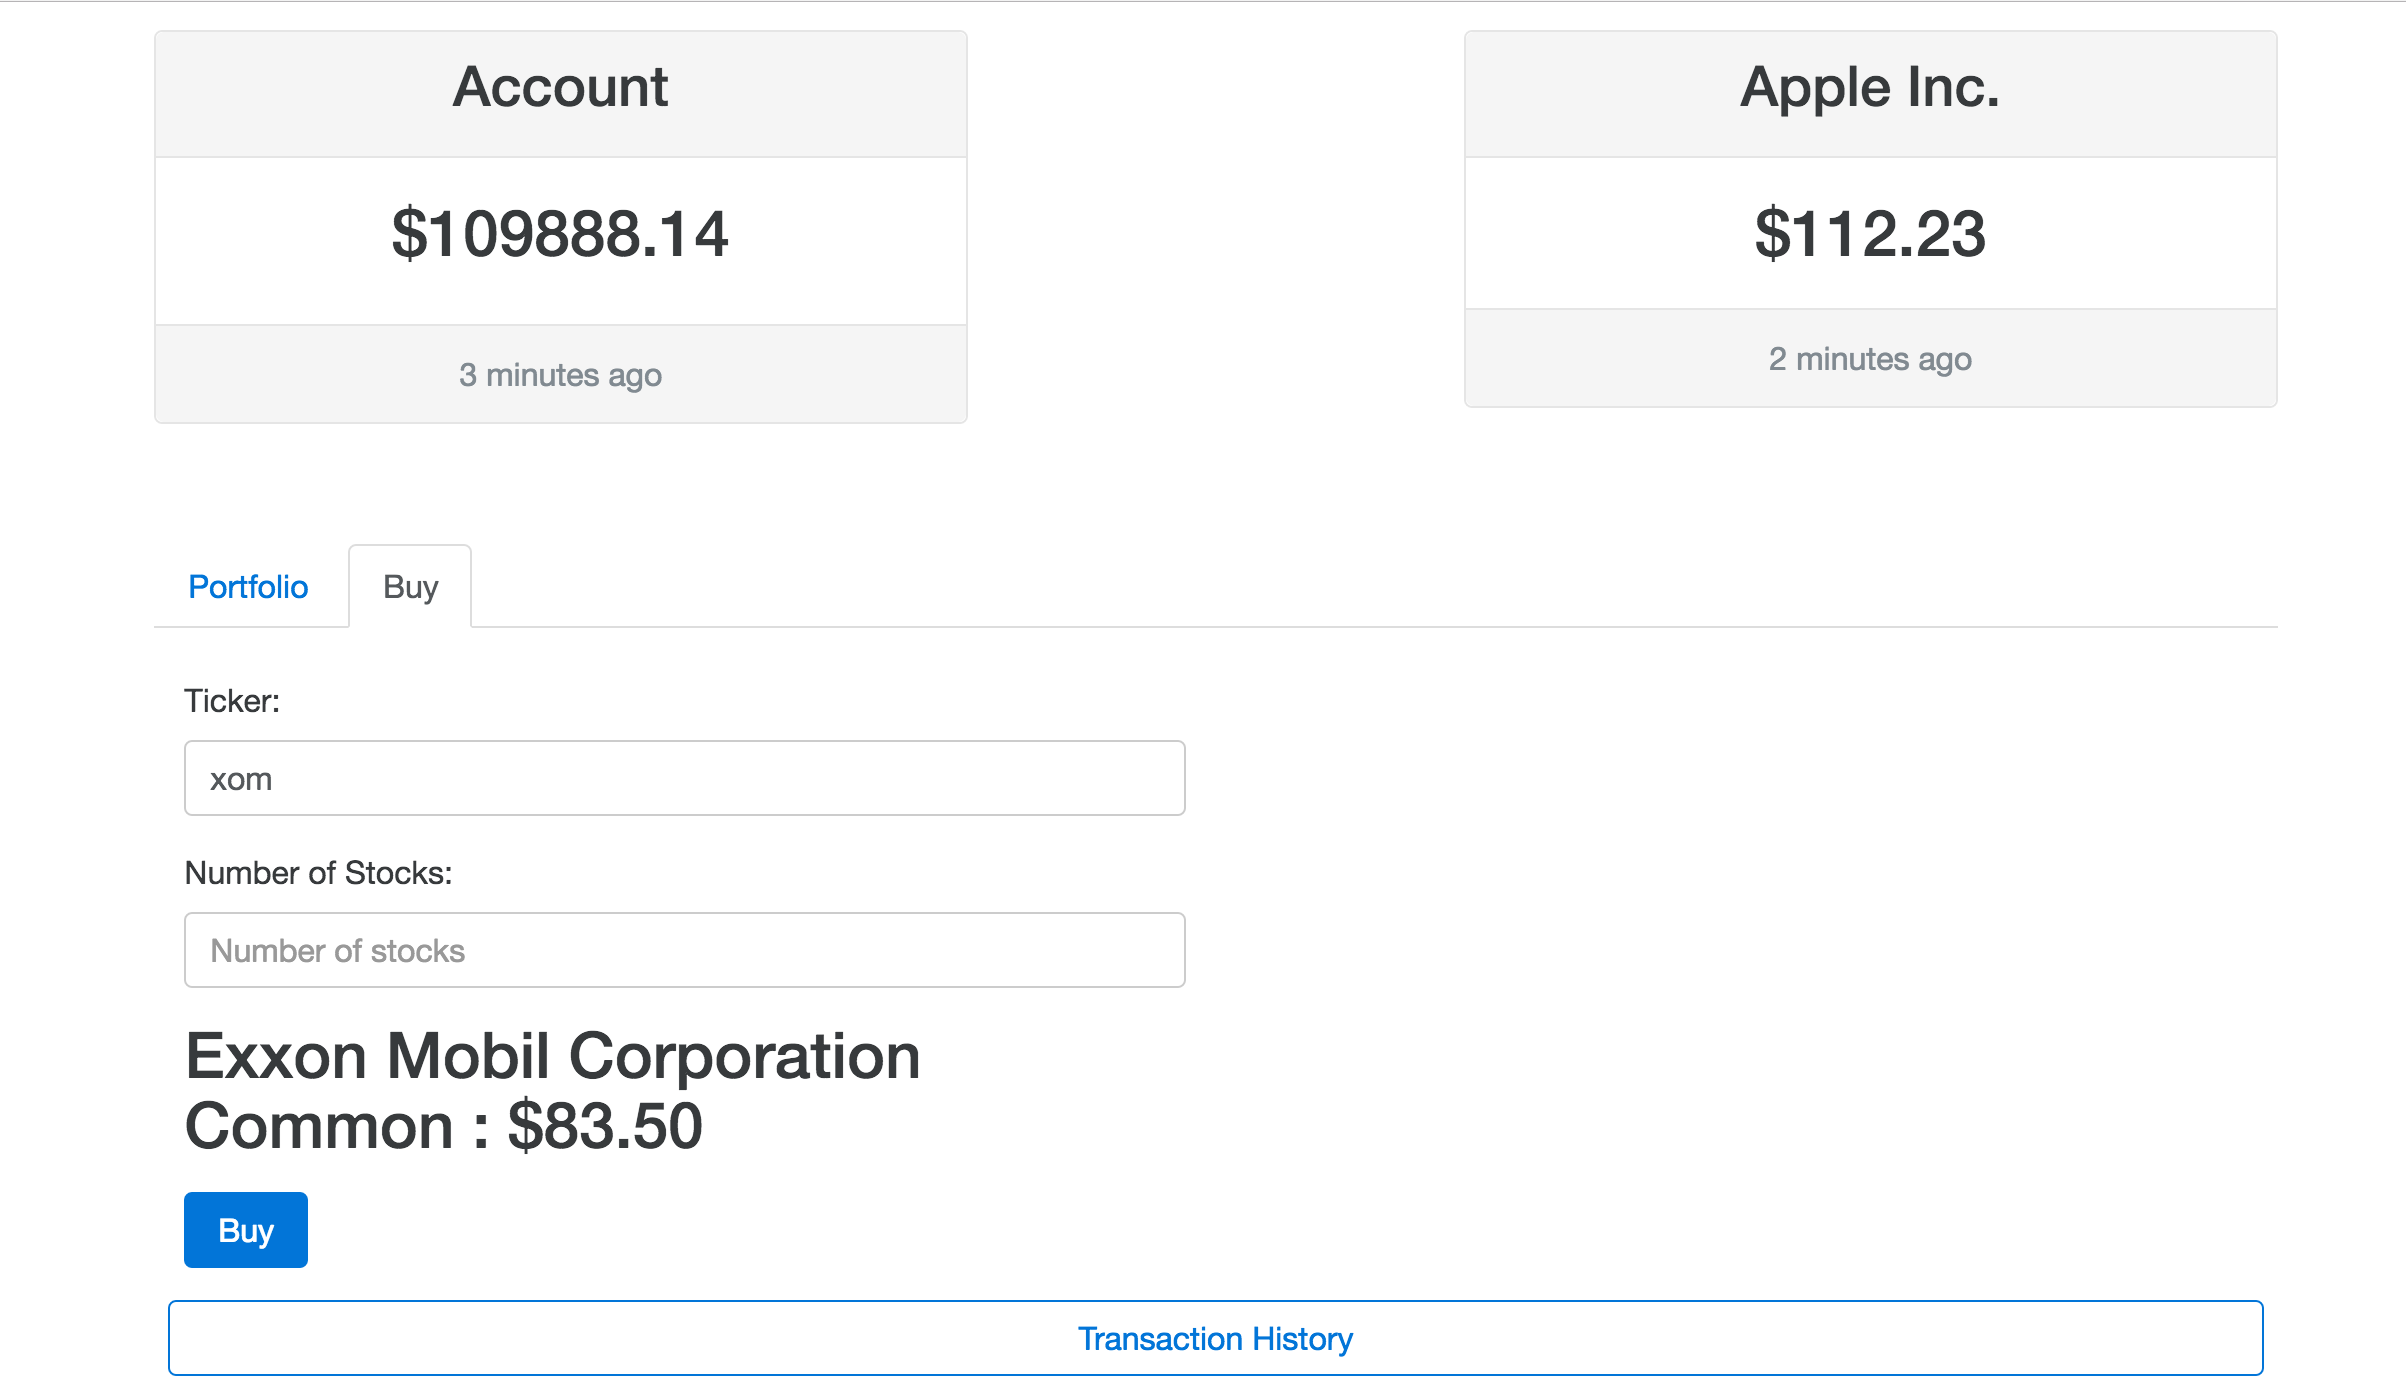 Account
$109888.14
3 minutes ago
Apple Inc.
$112.23
2 minutes ago
Portfolio
Buy
Ticker:
xom
Number of Stocks:
Number of stocks
Exxon Mobil Corporation
Common : $83.50
Buy
Transaction History